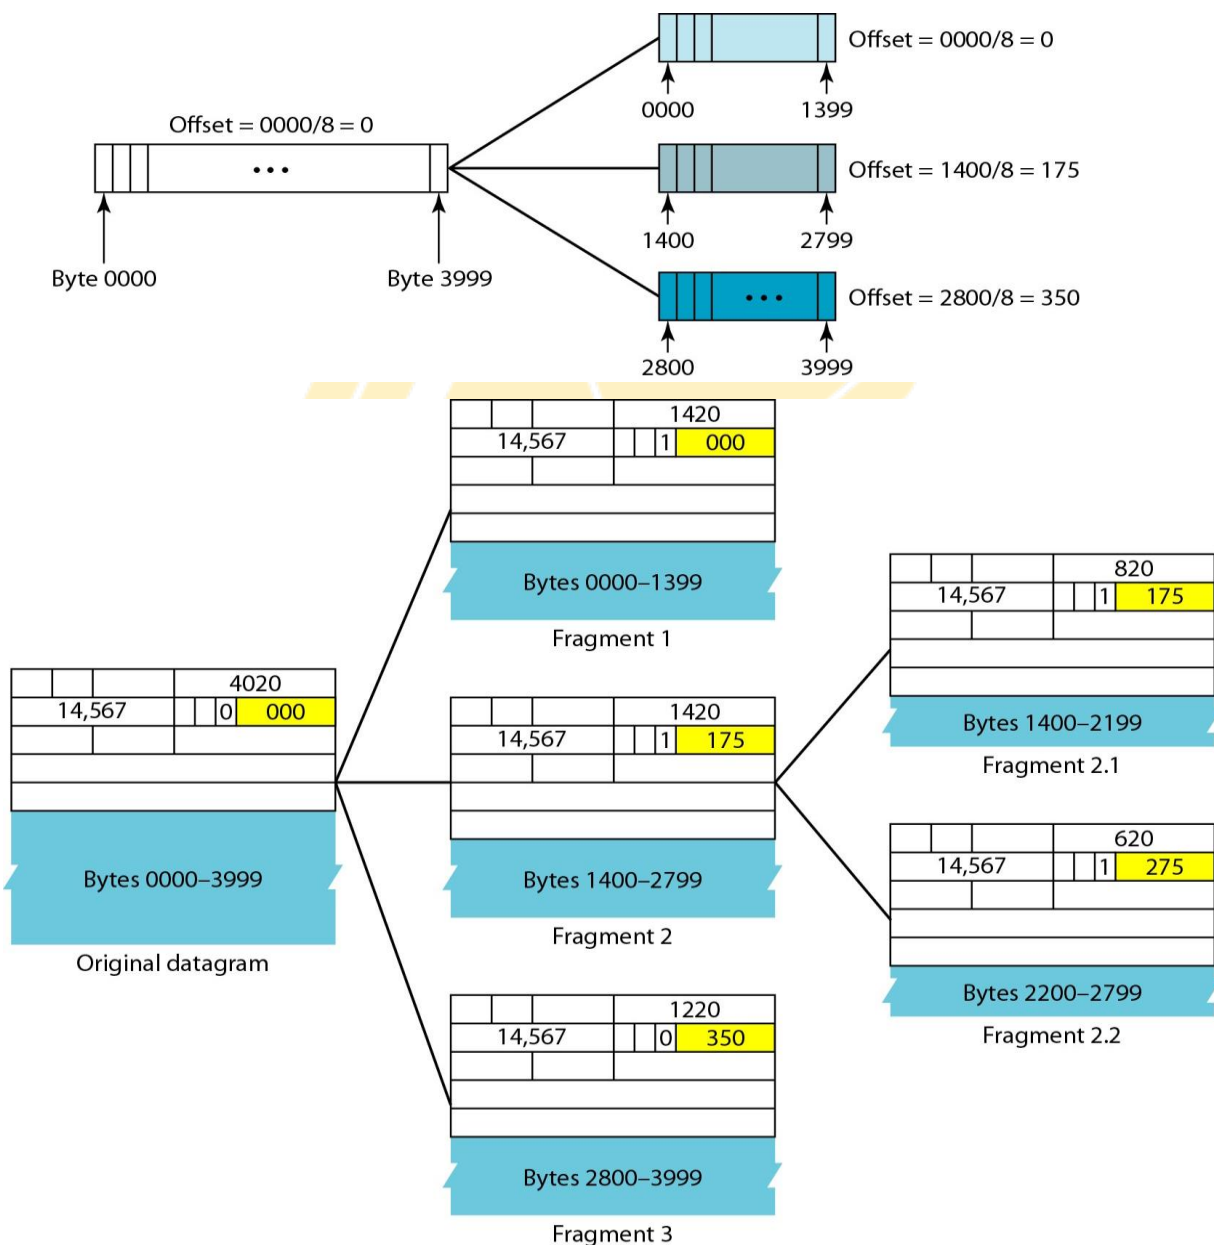 Offset = 0000/8 = 0
0000 1399
Offset = 0000/8 = 0
Offset = 1400/8 = 175
1400 2799
Byte 0000 Byte 3999
Offset = 2800/8 = 350
2800 3999
1420
14,567 1 000
Bytes 0000–1399
Fragment 1
4020
14,567 0 000
Bytes 0000–3999
Original datagram
1420
14,567 1 175
Bytes 1400–2799
Fragment 2
1220
14,567 0 350
Bytes 2800–3999
Fragment 3
820
14,567 1 175
Bytes 1400–2199
Fragment 2.1
620
14,567 1 275
Bytes 2200–2799
Fragment 2.2